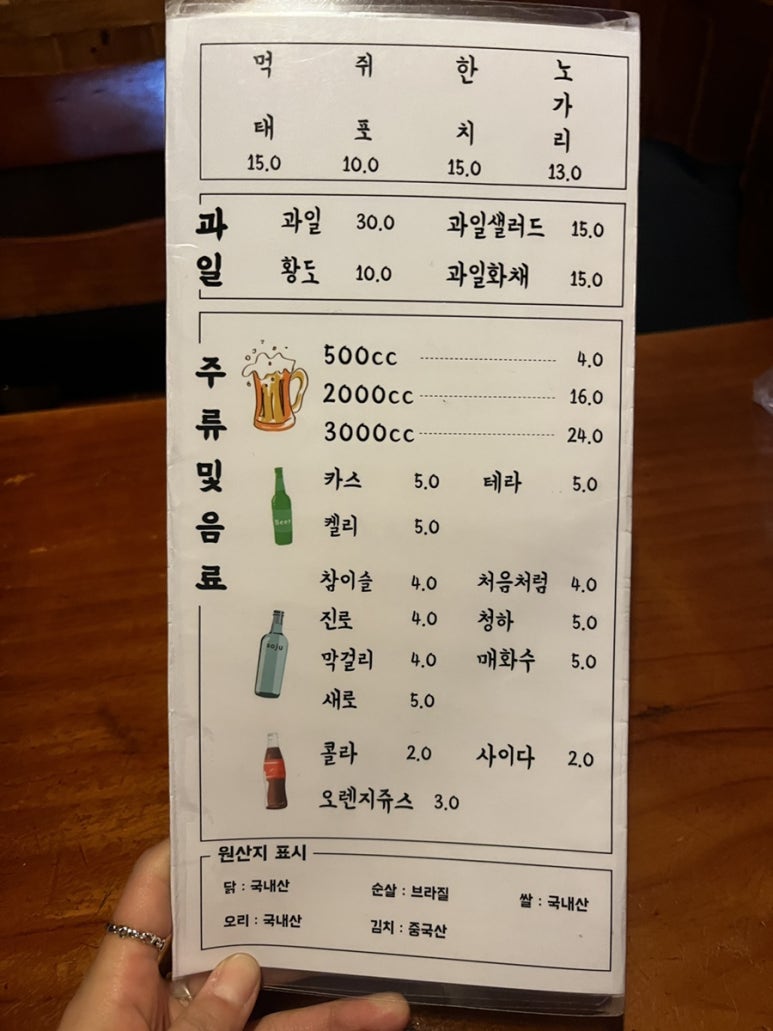 먹태 쥐포 한치 노가리
15.0 10.0 15.0 13.0
과일
과일 30.0 과일샐러드 15.0
황도 10.0 과일화채 15.0
주류및음료
500cc 4.0
2000cc 16.0
3000cc 24.0
Beer
카스 5.0 테라 5.0
켈리 5.0
참이슬 4.0 처음처럼 4.0
진로 4.0 청하 5.0
soju
막걸리 4.0 매화수 5.0
새로 5.0
콜라 2.0 사이다 2.0
오렌지쥬스 3.0
원산지 표시
닭 : 국내산 순살 : 브라질 쌀 : 국내산
오리 : 국내산 김치 : 중국산